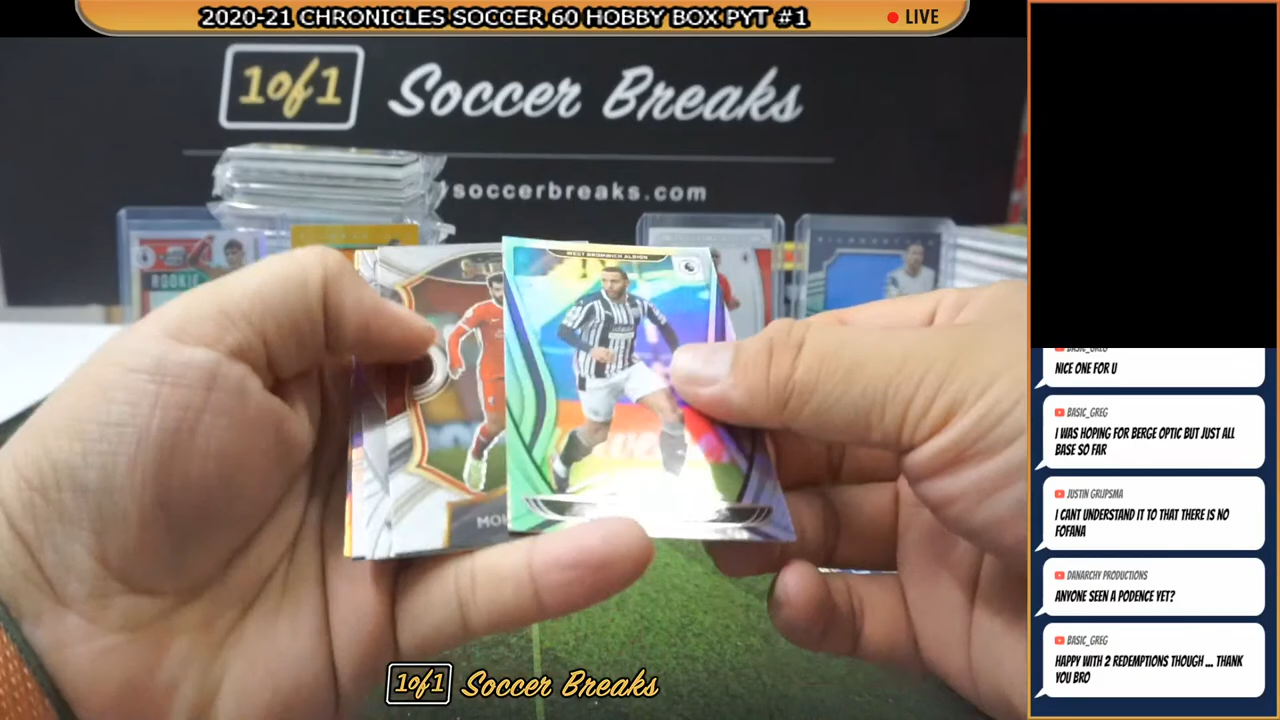 2020-21 CHRONICLES SOCCER 60 HOBBY BOX PYT #1
LIVE
1of1 Soccer Breaks
soccerbreaks.com
ROOKIE
WEST BROMWICH ALBION
MOH
1of1 Soccer Breaks
BASIC_GREG
NICE ONE FOR U
BASIC_GREG
I WAS HOPING FOR BERGE OPTIC BUT JUST ALL
BASE SO FAR
JUSTIN GRIJPSMA
I CANT UNDERSTAND IT TO THAT THERE IS NO
FOFANA
DANARCHY PRODUCTIONS
ANYONE SEEN A PODENCE YET?
BASIC_GREG
HAPPY WITH 2 REDEMPTIONS THOUGH ... THANK
YOU BRO